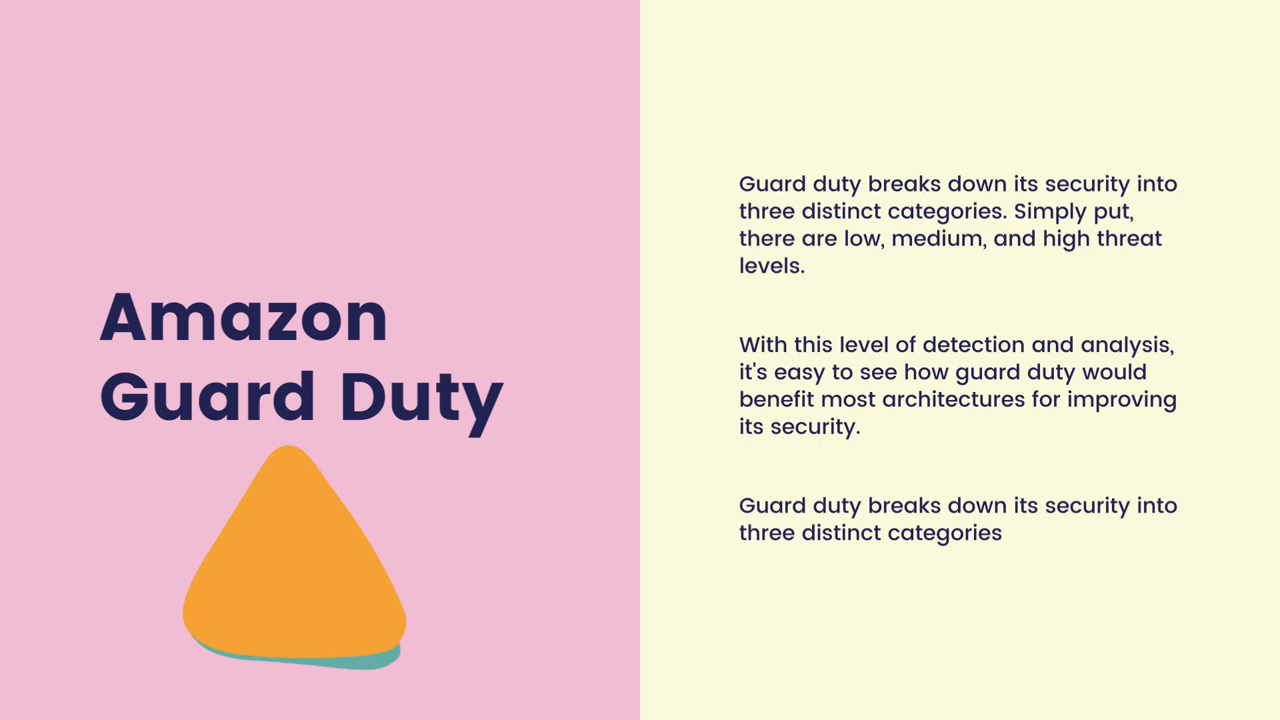 Amazon
Guard Duty
Guard duty breaks down its security into
three distinct categories. Simply put,
there are low, medium, and high threat
levels.
With this level of detection and analysis,
it's easy to see how guard duty would
benefit most architectures for improving
its security.
Guard duty breaks down its security into
three distinct categories